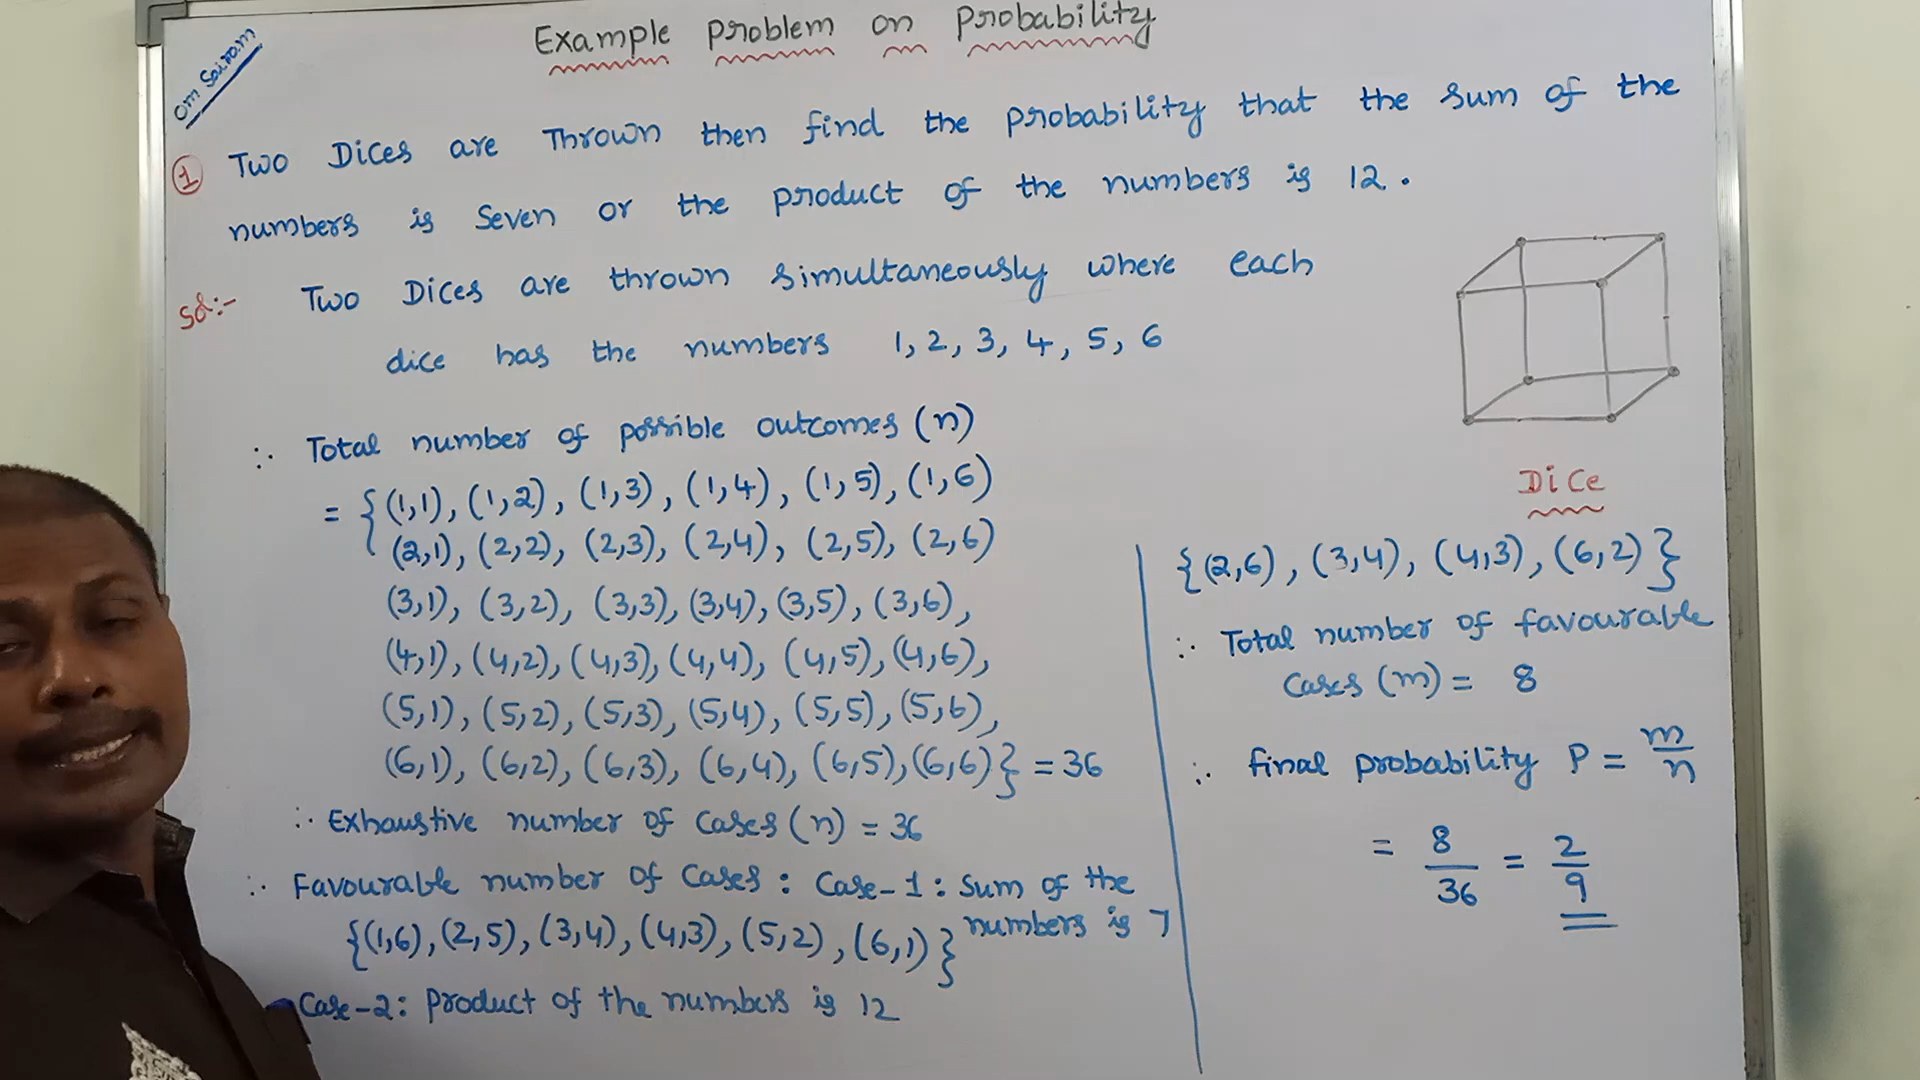 Om Sairam
Example Problem on Probability
1 Two Dices are Thrown then find the probability that the sum of the
numbers is Seven or the product of the numbers is 12.
Sol:- Two Dices are thrown simultaneously where each
dice has the numbers 1, 2, 3, 4, 5, 6
∴ Total number of possible outcomes (n)
= {(1,1), (1,2), (1,3), (1,4), (1,5), (1,6)
(2,1), (2,2), (2,3), (2,4), (2,5), (2,6)
(3,1), (3,2), (3,3), (3,4), (3,5), (3,6),
(4,1), (4,2), (4,3), (4,4), (4,5), (4,6),
(5,1), (5,2), (5,3), (5,4), (5,5), (5,6),
(6,1), (6,2), (6,3), (6,4), (6,5), (6,6)} = 36
∴ Exhaustive number of cases (n) = 36
∴ Favourable number of cases : Case-1 : Sum of the
numbers is 7
{(1,6), (2,5), (3,4), (4,3), (5,2), (6,1)}
Case-2: product of the numbers is 12
Dice
{(2,6), (3,4), (4,3), (6,2)}
∴ Total number of favourable
cases (m) = 8
∴ final probability P = m/n
= 8/36 = 2/9